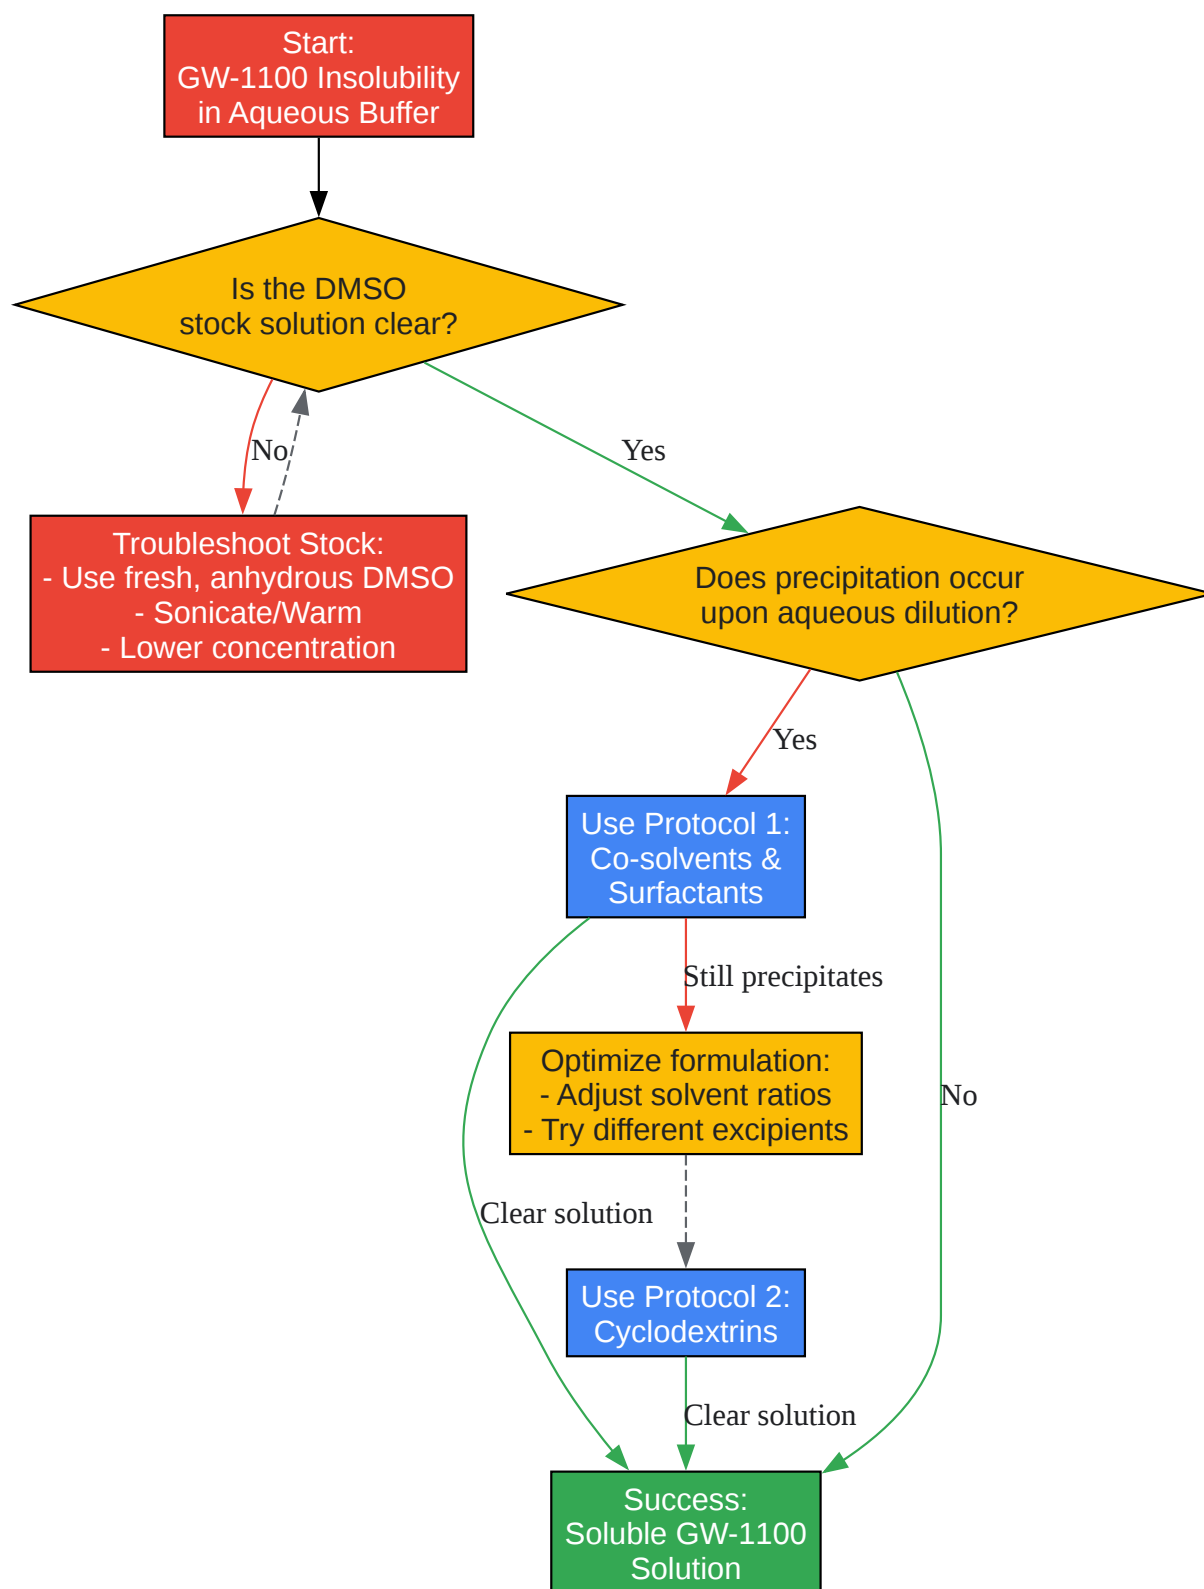 Start:
GW-1100 Insolubility
in Aqueous Buffer
Is the DMSO
stock solution clear?
No
Yes
Troubleshoot Stock:
- Use fresh, anhydrous DMSO
- Sonicate/Warm
- Lower concentration
Does precipitation occur
upon aqueous dilution?
Yes
Use Protocol 1:
Co-solvents &
Surfactants
Still precipitates
Optimize formulation:
- Adjust solvent ratios
- Try different excipients
No
Clear solution
Use Protocol 2:
Cyclodextrins
Clear solution
Success:
Soluble GW-1100
Solution